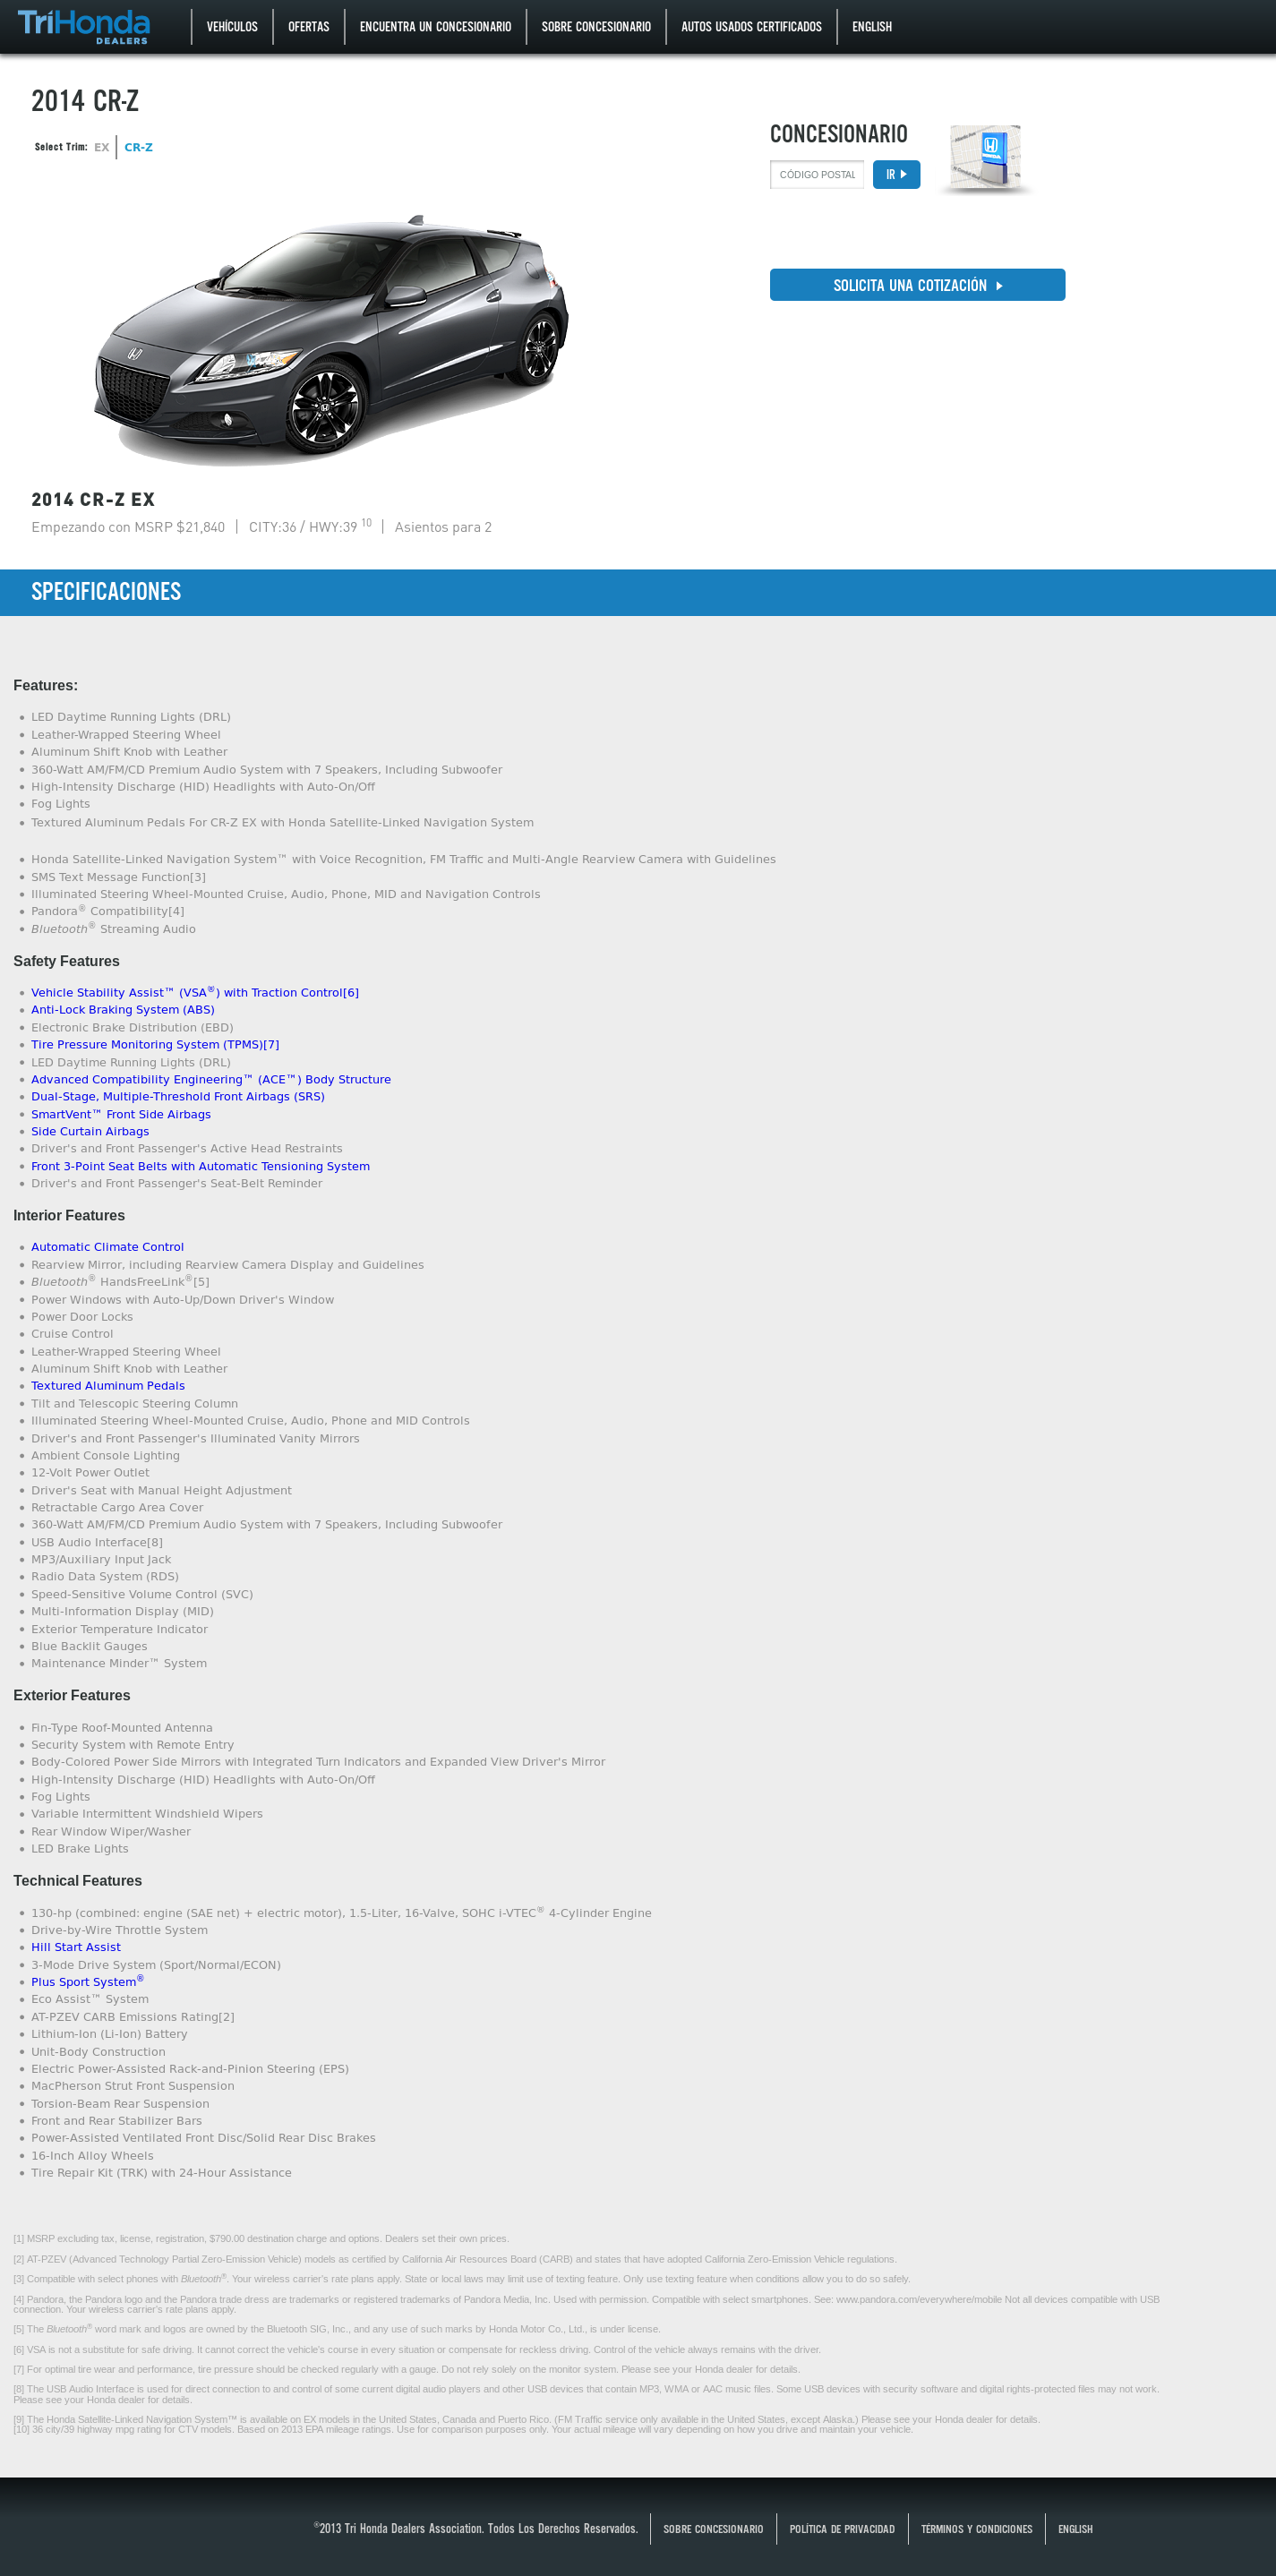 TriHonda
DEALERS
VEHÍCULOS
OFERTAS
ENCUENTRA UN CONCESIONARIO
SOBRE CONCESIONARIO
AUTOS USADOS CERTIFICADOS
ENGLISH
2014 CR-Z
Select Trim: EX CR-Z
CONCESIONARIO
CÓDIGO POSTAL
IR
SOLICITA UNA COTIZACIÓN
2014 CR-Z EX
Empezando con MSRP $21,840 | CITY:36 / HWY:39 10 | Asientos para 2
SPECIFICACIONES
Features:
LED Daytime Running Lights (DRL)
Leather-Wrapped Steering Wheel
Aluminum Shift Knob with Leather
360-Watt AM/FM/CD Premium Audio System with 7 Speakers, Including Subwoofer
High-Intensity Discharge (HID) Headlights with Auto-On/Off
Fog Lights
Textured Aluminum Pedals For CR-Z EX with Honda Satellite-Linked Navigation System
Honda Satellite-Linked Navigation System™ with Voice Recognition, FM Traffic and Multi-Angle Rearview Camera with Guidelines
SMS Text Message Function[3]
Illuminated Steering Wheel-Mounted Cruise, Audio, Phone, MID and Navigation Controls
Pandora® Compatibility[4]
Bluetooth® Streaming Audio
Safety Features
Vehicle Stability Assist™ (VSA®) with Traction Control[6]
Anti-Lock Braking System (ABS)
Electronic Brake Distribution (EBD)
Tire Pressure Monitoring System (TPMS)[7]
LED Daytime Running Lights (DRL)
Advanced Compatibility Engineering™ (ACE™) Body Structure
Dual-Stage, Multiple-Threshold Front Airbags (SRS)
SmartVent™ Front Side Airbags
Side Curtain Airbags
Driver's and Front Passenger's Active Head Restraints
Front 3-Point Seat Belts with Automatic Tensioning System
Driver's and Front Passenger's Seat-Belt Reminder
Interior Features
Automatic Climate Control
Rearview Mirror, including Rearview Camera Display and Guidelines
Bluetooth® HandsFreeLink®[5]
Power Windows with Auto-Up/Down Driver's Window
Power Door Locks
Cruise Control
Leather-Wrapped Steering Wheel
Aluminum Shift Knob with Leather
Textured Aluminum Pedals
Tilt and Telescopic Steering Column
Illuminated Steering Wheel-Mounted Cruise, Audio, Phone and MID Controls
Driver's and Front Passenger's Illuminated Vanity Mirrors
Ambient Console Lighting
12-Volt Power Outlet
Driver's Seat with Manual Height Adjustment
Retractable Cargo Area Cover
360-Watt AM/FM/CD Premium Audio System with 7 Speakers, Including Subwoofer
USB Audio Interface[8]
MP3/Auxiliary Input Jack
Radio Data System (RDS)
Speed-Sensitive Volume Control (SVC)
Multi-Information Display (MID)
Exterior Temperature Indicator
Blue Backlit Gauges
Maintenance Minder™ System
Exterior Features
Fin-Type Roof-Mounted Antenna
Security System with Remote Entry
Body-Colored Power Side Mirrors with Integrated Turn Indicators and Expanded View Driver's Mirror
High-Intensity Discharge (HID) Headlights with Auto-On/Off
Fog Lights
Variable Intermittent Windshield Wipers
Rear Window Wiper/Washer
LED Brake Lights
Technical Features
130-hp (combined: engine (SAE net) + electric motor), 1.5-Liter, 16-Valve, SOHC i-VTEC® 4-Cylinder Engine
Drive-by-Wire Throttle System
Hill Start Assist
3-Mode Drive System (Sport/Normal/ECON)
Plus Sport System®
Eco Assist™ System
AT-PZEV CARB Emissions Rating[2]
Lithium-Ion (Li-Ion) Battery
Unit-Body Construction
Electric Power-Assisted Rack-and-Pinion Steering (EPS)
MacPherson Strut Front Suspension
Torsion-Beam Rear Suspension
Front and Rear Stabilizer Bars
Power-Assisted Ventilated Front Disc/Solid Rear Disc Brakes
16-Inch Alloy Wheels
Tire Repair Kit (TRK) with 24-Hour Assistance
[1] MSRP excluding tax, license, registration, $790.00 destination charge and options. Dealers set their own prices.
[2] AT-PZEV (Advanced Technology Partial Zero-Emission Vehicle) models as certified by California Air Resources Board (CARB) and states that have adopted California Zero-Emission Vehicle regulations.
[3] Compatible with select phones with Bluetooth®. Your wireless carrier's rate plans apply. State or local laws may limit use of texting feature. Only use texting feature when conditions allow you to do so safely.
[4] Pandora, the Pandora logo and the Pandora trade dress are trademarks or registered trademarks of Pandora Media, Inc. Used with permission. Compatible with select smartphones. See: www.pandora.com/everywhere/mobile Not all devices compatible with USB
connection. Your wireless carrier's rate plans apply.
[5] The Bluetooth® word mark and logos are owned by the Bluetooth SIG, Inc., and any use of such marks by Honda Motor Co., Ltd., is under license.
[6] VSA is not a substitute for safe driving. It cannot correct the vehicle's course in every situation or compensate for reckless driving. Control of the vehicle always remains with the driver.
[7] For optimal tire wear and performance, tire pressure should be checked regularly with a gauge. Do not rely solely on the monitor system. Please see your Honda dealer for details.
[8] The USB Audio Interface is used for direct connection to and control of some current digital audio players and other USB devices that contain MP3, WMA or AAC music files. Some USB devices with security software and digital rights-protected files may not work.
Please see your Honda dealer for details.
[9] The Honda Satellite-Linked Navigation System™ is available on EX models in the United States, Canada and Puerto Rico. (FM Traffic service only available in the United States, except Alaska.) Please see your Honda dealer for details.
[10] 36 city/39 highway mpg rating for CTV models. Based on 2013 EPA mileage ratings. Use for comparison purposes only. Your actual mileage will vary depending on how you drive and maintain your vehicle.
®2013 Tri Honda Dealers Association. Todos Los Derechos Reservados.
SOBRE CONCESIONARIO
POLÍTICA DE PRIVACIDAD
TÉRMINOS Y CONDICIONES
ENGLISH